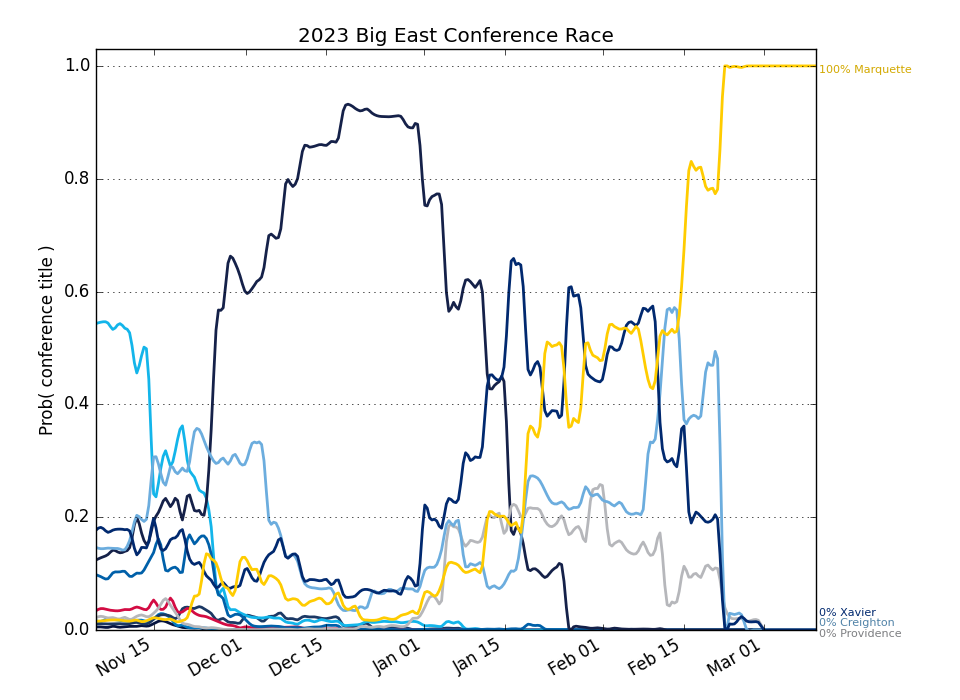 2023 Big East Conference Race
1.0
0.8
0.6
0.4
0.2
0.0
Prob( conference title )
100% Marquette
0% Xavier
0% Creighton
0% Providence
Nov 15
Dec 01
Dec 15
Jan 01
Jan 15
Feb 01
Feb 15
Mar 01